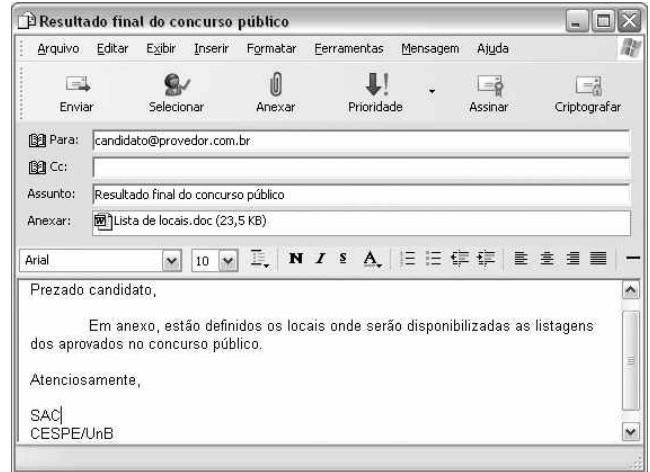 Resultado final do concurso público
Arquivo Editar Exibir Inserir Formatar Ferramentas Mensagem Ajuda
Enviar Selecionar Anexar Prioridade Assinar Criptografar
Para: candidato@provedor.com.br
Cc:
Assunto: Resultado final do concurso público
Anexar: Lista de locais.doc (23,5 KB)
Arial 10 N I S A
Prezado candidato,
Em anexo, estão definidos os locais onde serão disponibilizadas as listagens
dos aprovados no concurso público.
Atenciosamente,
SAC
CESPE/UnB